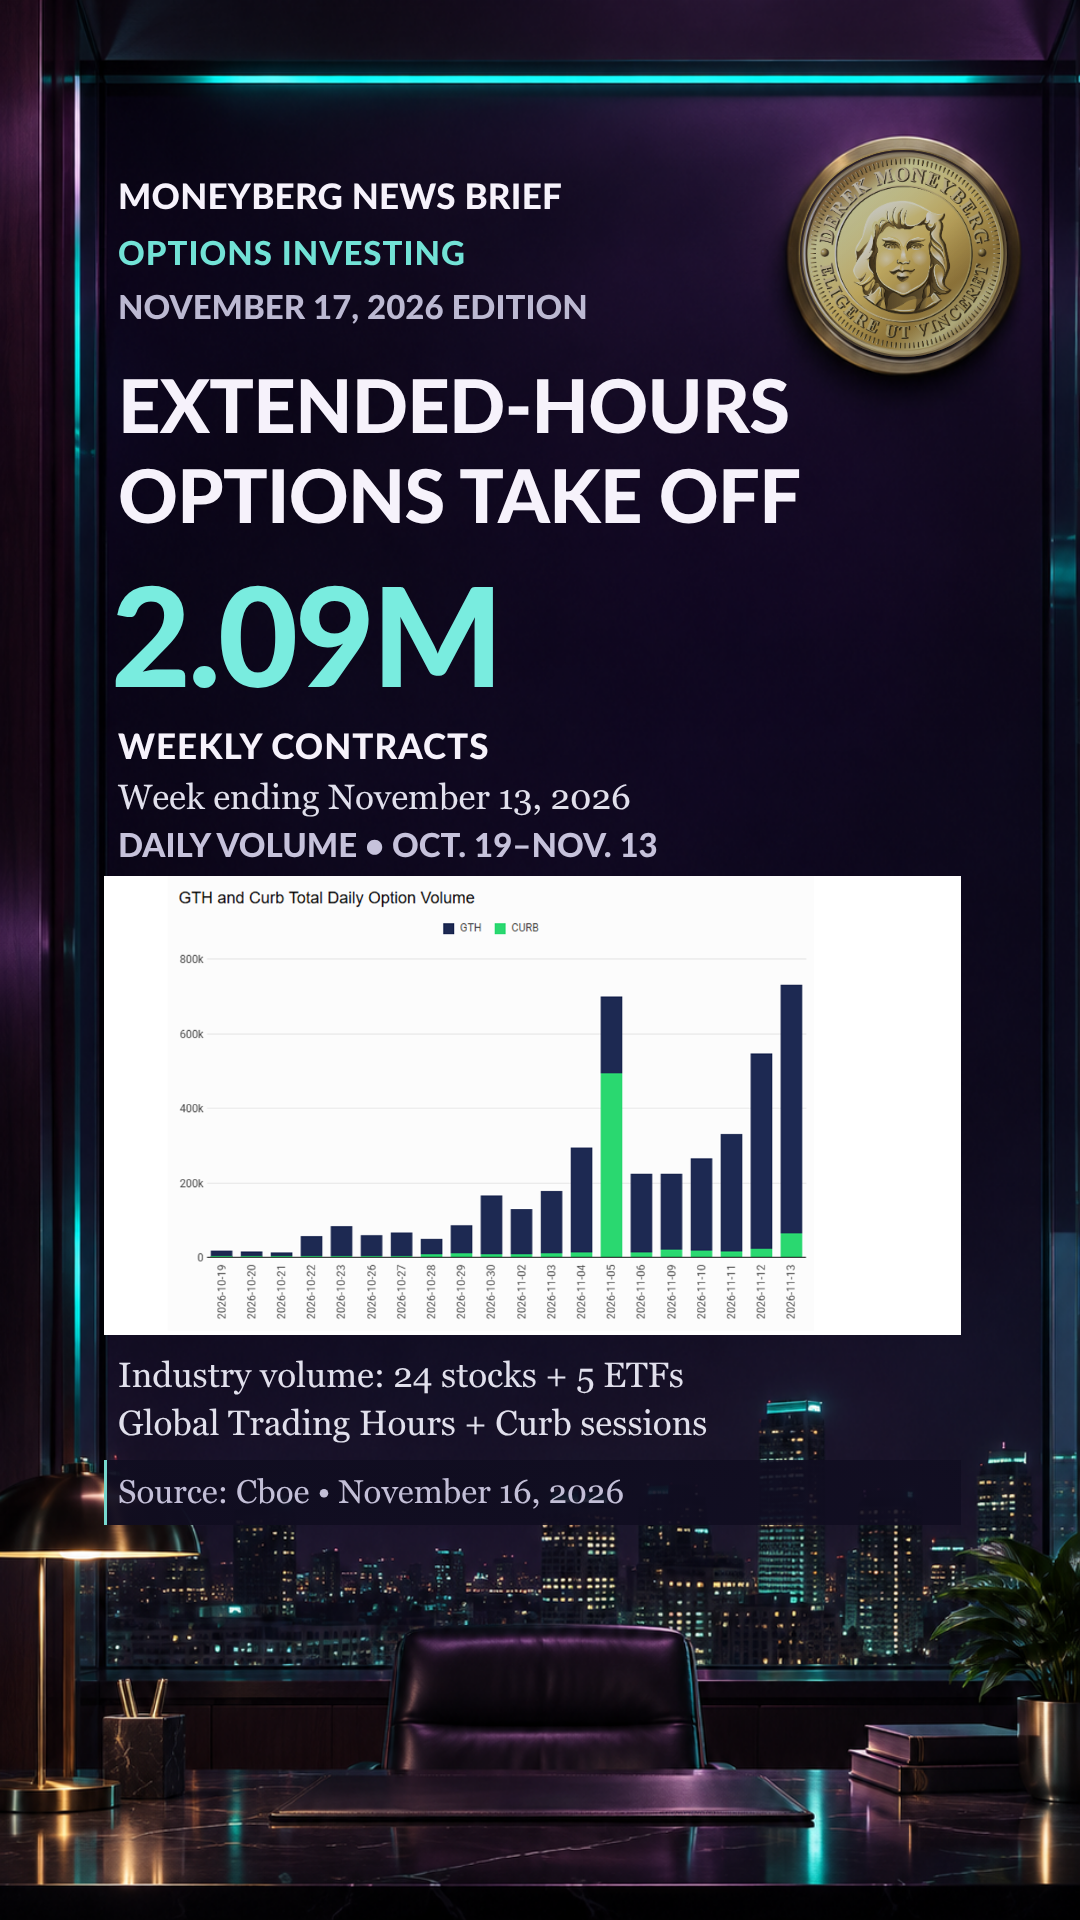 MONEYBERG NEWS BRIEF
OPTIONS INVESTING
NOVEMBER 17, 2026 EDITION
• DEREK MONEYBERG •
ELIGERE UT VINCERET
EXTENDED-HOURS
OPTIONS TAKE OFF
2.09M
WEEKLY CONTRACTS
Week ending November 13, 2026
DAILY VOLUME • OCT. 19–NOV. 13
GTH and Curb Total Daily Option Volume
GTH CURB
800k
600k
400k
200k
0
2026-10-19
2026-10-20
2026-10-21
2026-10-22
2026-10-23
2026-10-26
2026-10-27
2026-10-28
2026-10-29
2026-10-30
2026-11-02
2026-11-03
2026-11-04
2026-11-05
2026-11-06
2026-11-09
2026-11-10
2026-11-11
2026-11-12
2026-11-13
Industry volume: 24 stocks + 5 ETFs
Global Trading Hours + Curb sessions
Source: Cboe • November 16, 2026